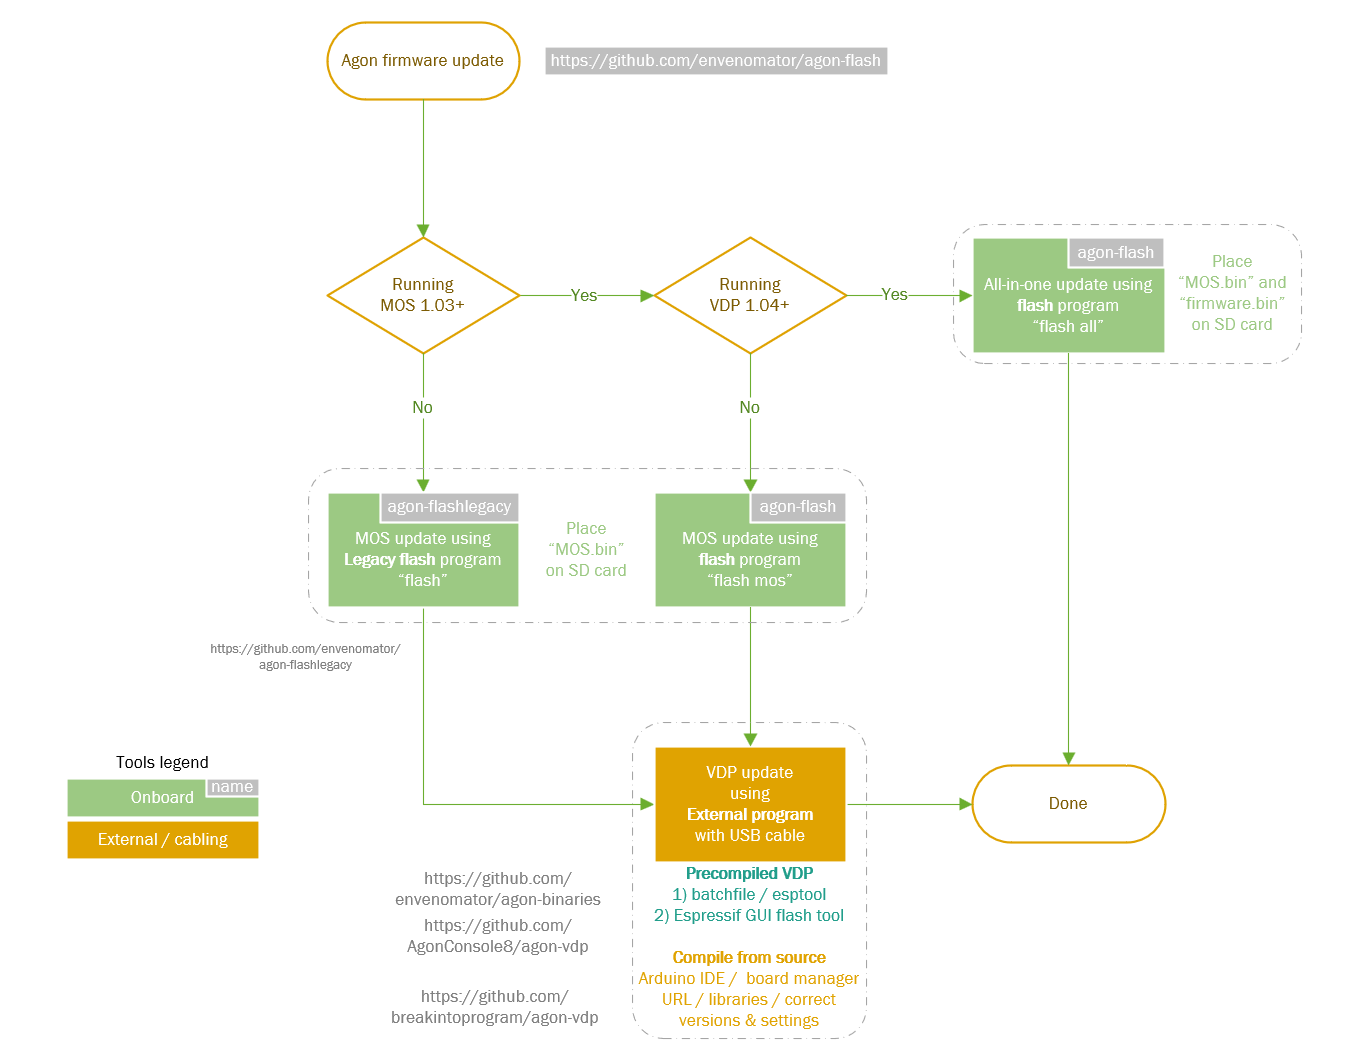 Agon firmware update
https://github.com/envenomator/agon-flash
Running
MOS 1.03+
Yes
Running
VDP 1.04+
Yes
agon-flash
All-in-one update using
flash program
“flash all”
Place
“MOS.bin” and
“firmware.bin”
on SD card
No
No
agon-flashlegacy
MOS update using
Legacy flash program
“flash”
Place
“MOS.bin”
on SD card
agon-flash
MOS update using
flash program
“flash mos”
https://github.com/envenomator/
agon-flashlegacy
Tools legend
name
Onboard
External / cabling
VDP update
using
External program
with USB cable
Done
Precompiled VDP
1) batchfile / esptool
2) Espressif GUI flash tool
https://github.com/
envenomator/agon-binaries
https://github.com/
AgonConsole8/agon-vdp
https://github.com/
breakintoprogram/agon-vdp
Compile from source
Arduino IDE /  board manager
URL / libraries / correct
versions & settings